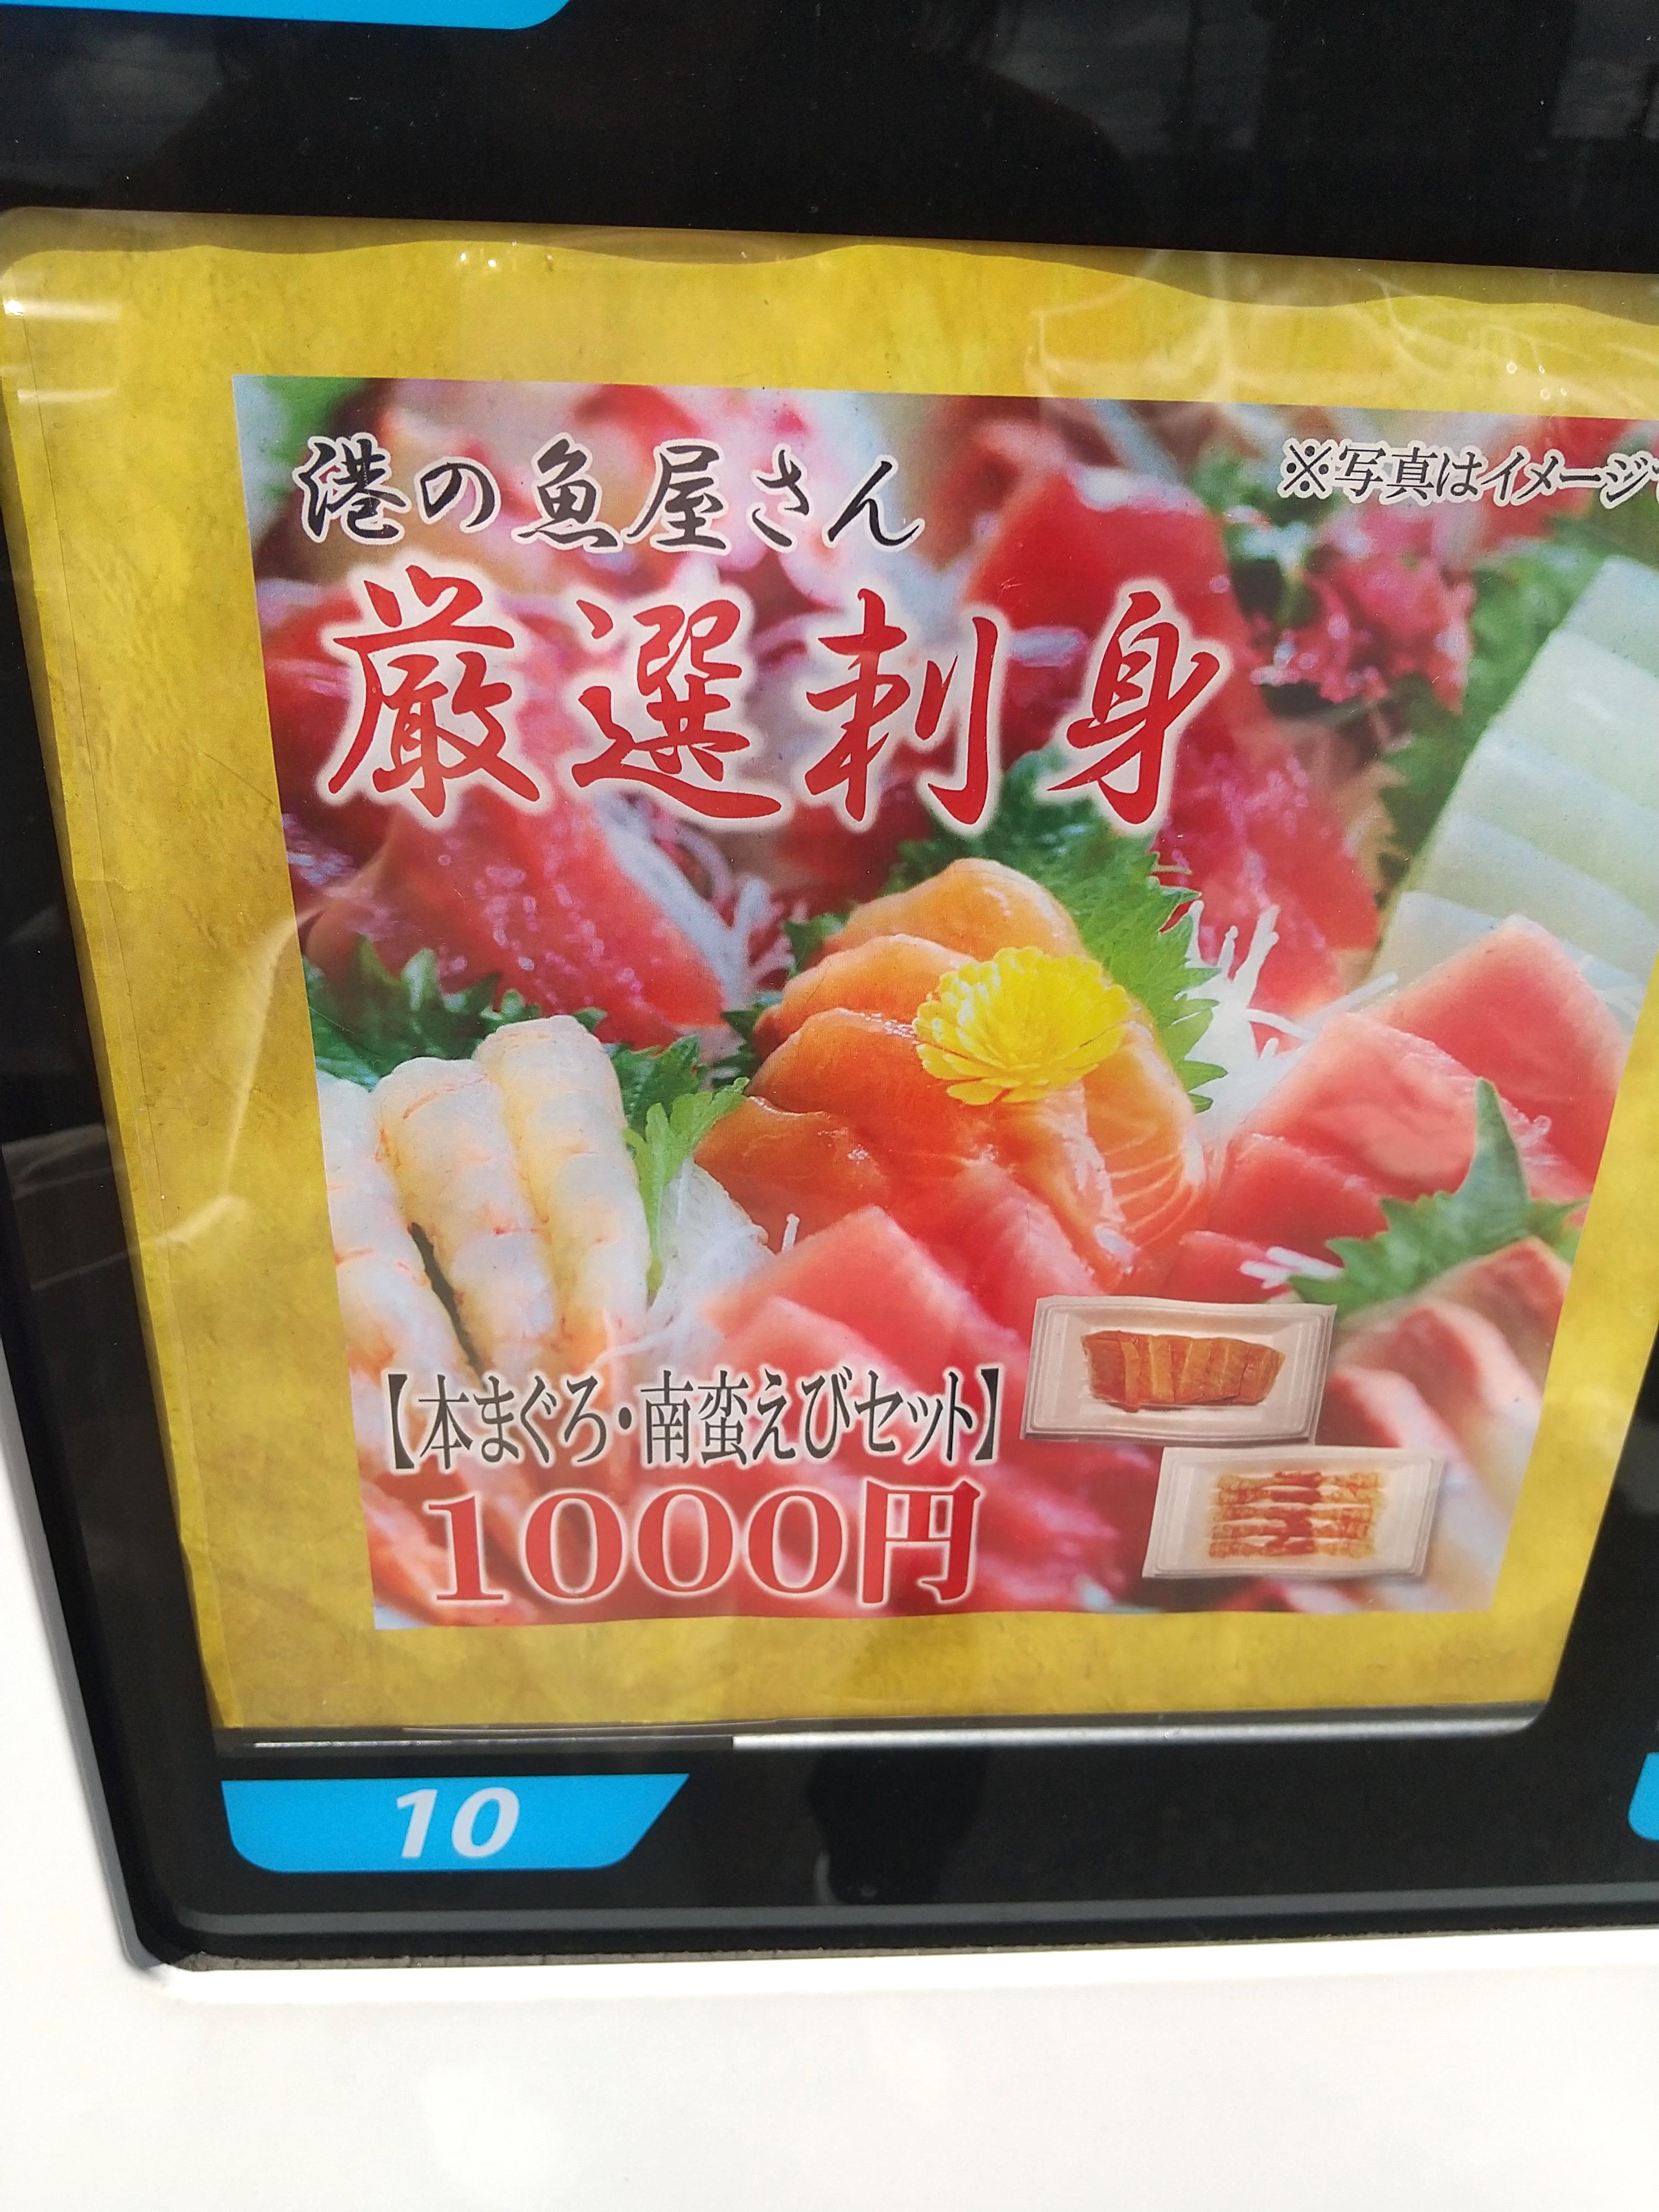 港の魚屋さん
※写真はイメージ
厳選刺身
【本まぐろ・南蛮えびセット】
1000円
10